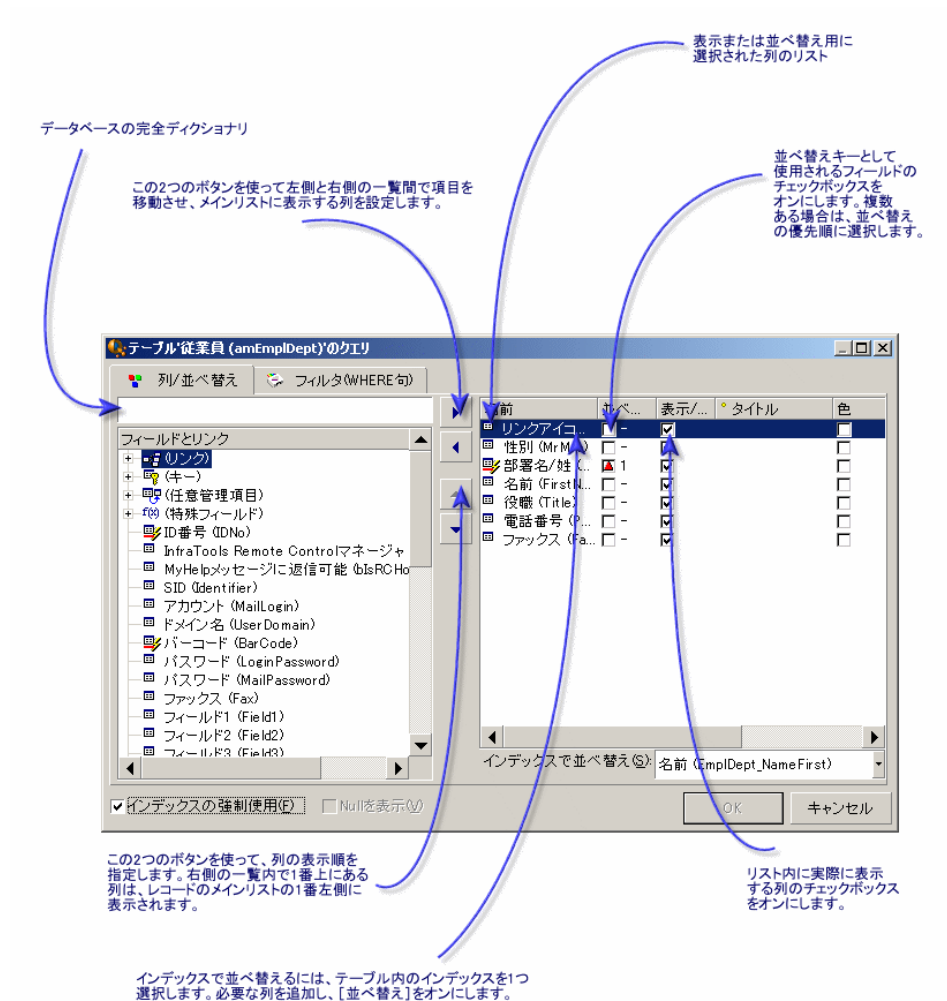 表示または並べ替え用に
選択された列のリスト
データベースの完全ディクショナリ
並べ替えキーとして
使用されるフィールドの
チェックボックスを
オンにします。複数
ある場合は、並べ替え
の優先順に選択します。
この2つのボタンを使って左側と右側の一覧間で項目を
移動させ、メインリストに表示する列を設定します。
テーブル'従業員 (amEmplDept)'のクエリ
列/並べ替え フィルタ(WHERE句)
フィールドとリンク
(リンク)
(キー)
(任意管理項目)
(特殊フィールド)
ID番号 (IDNo)
InfraTools Remote Controlマネージャ
MyHelpメッセージに返信可能 (bIsRCHo
SID (Identifier)
アカウント (MailLogin)
ドメイン名 (UserDomain)
バーコード (BarCode)
パスワード (LoginPassword)
パスワード (MailPassword)
ファックス (Fax)
フィールド1 (Field1)
フィールド2 (Field2)
フィールド3 (Field3)
名前 並べ... 表示/... タイトル 色
リンクアイコ...
性別 (MrM
部署名/姓 (... 1
名前 (FirstN...
役職 (Title)
電話番号 (P...
ファックス (Fa...
インデックスで並べ替え(S): 名前 (EmplDept_NameFirst)
インデックスの強制使用(F) Nullを表示(V) OK キャンセル
この2つのボタンを使って、列の表示順を
指定します。右側の一覧内で1番上にある
列は、レコードのメインリストの1番左側に
表示されます。
リスト内に実際に表示
する列のチェックボックス
をオンにします。
インデックスで並べ替えるには、テーブル内のインデックスを1つ
選択します。必要な列を追加し、[並べ替え]をオンにします。